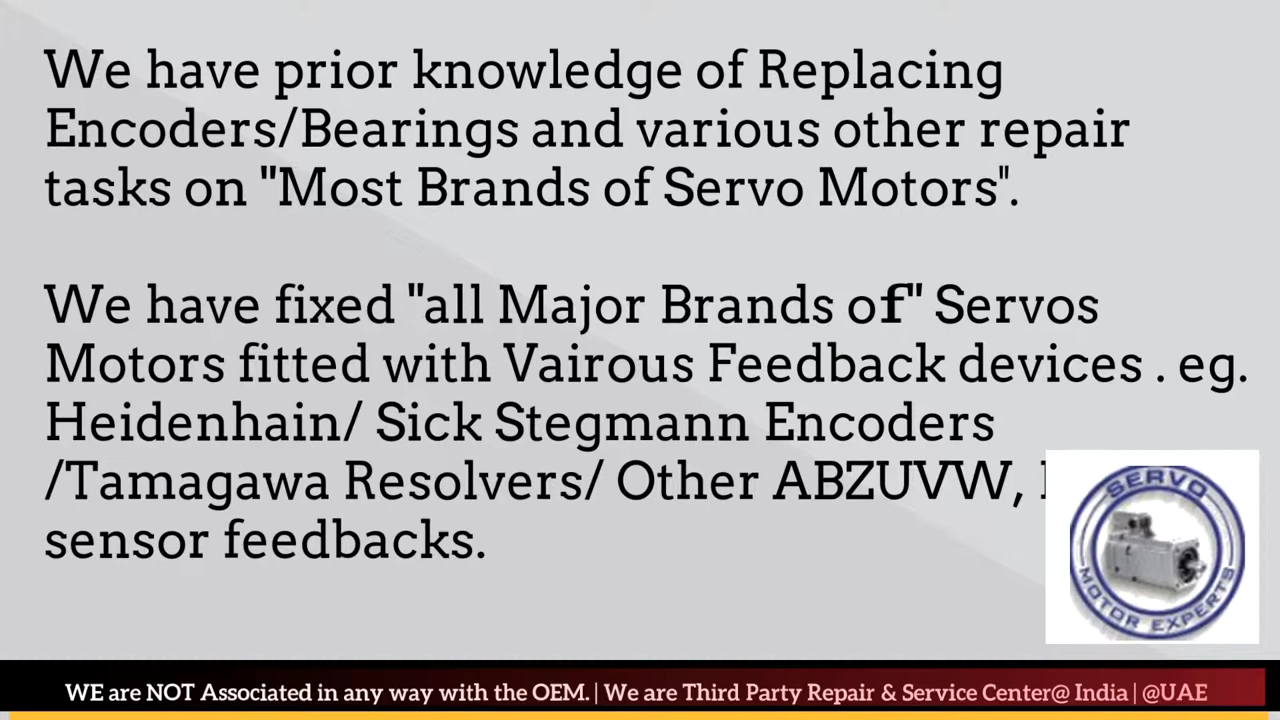 We have prior knowledge of Replacing
Encoders/Bearings and various other repair
tasks on "Most Brands of Servo Motors".
We have fixed "all Major Brands of" Servos
Motors fitted with Vairous Feedback devices . eg.
Heidenhain/ Sick Stegmann Encoders
/Tamagawa Resolvers/ Other ABZUVW,
sensor feedbacks.
SERVO
MOTOR EXPERTS
WE are NOT Associated in any way with the OEM. | We are Third Party Repair & Service Center@ India | @UAE